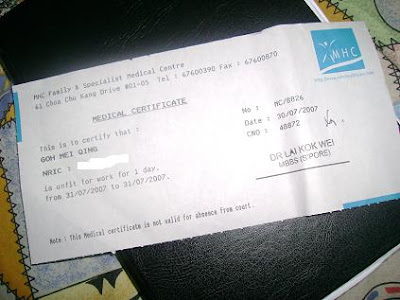 MHC Family & Specialist Medical Centre
61 Choa Chu Kang Drive #01-05 Tel : 67600390 Fax : 67600870
MHC
MEDICAL CERTIFICATE
No : MC/8826
Date : 30/07/2007
CNO : 48872
This is to certify that :
GOH MEI QING
NRIC :
is unfit for work for 1 day,
from 31/07/2007 to 31/07/2007.
DR LAI KOK WEI
MBBS (S'PORE)
Note : This Medical certificate is not valid for absence from court.